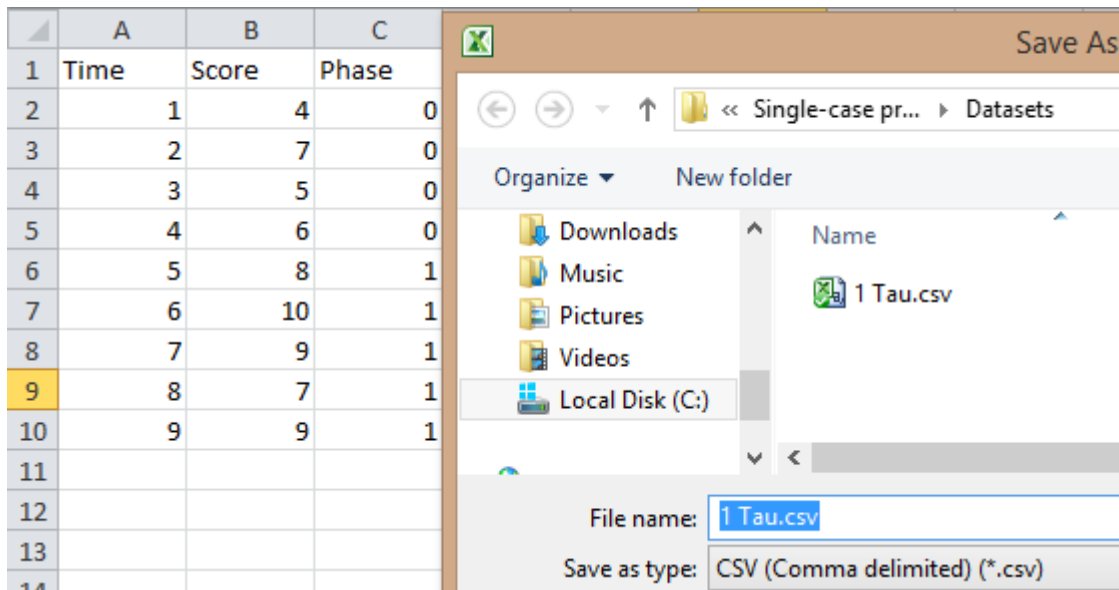 A B C
1 Time Score Phase
2 1 4 0
3 2 7 0
4 3 5 0
5 4 6 0
6 5 8 1
7 6 10 1
8 7 9 1
9 8 7 1
10 9 9 1
11
12
13
14
Save As
« Single-case pr... Datasets
Organize New folder
Downloads
Music
Pictures
Videos
Local Disk (C:)
Name
1 Tau.csv
File name: 1 Tau.csv
Save as type: CSV (Comma delimited) (*.csv)